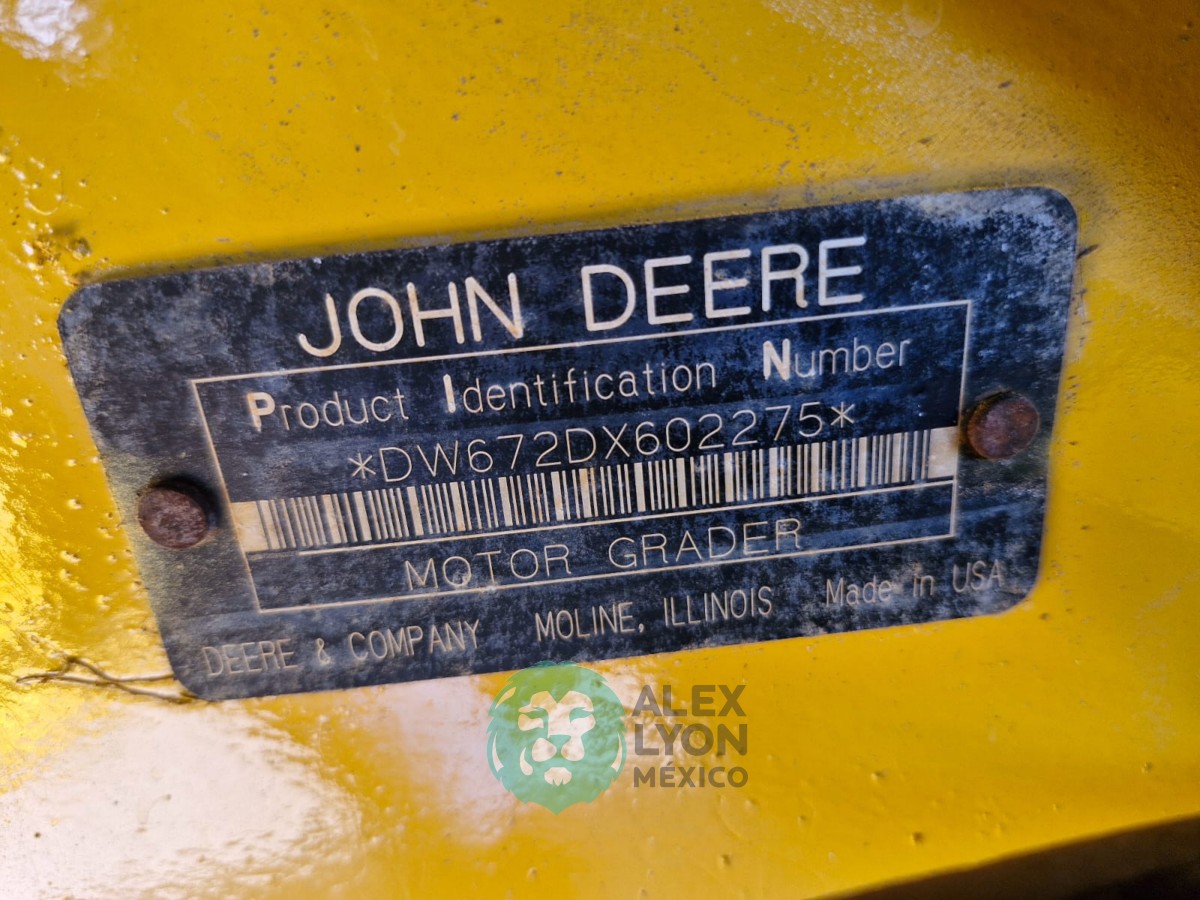 JOHN DEERE
Product Identification Number
*DW672DX602275*
MOTOR GRADER
DEERE & COMPANY MOLINE, ILLINOIS Made in USA
ALEX
LYON
MÉXICO